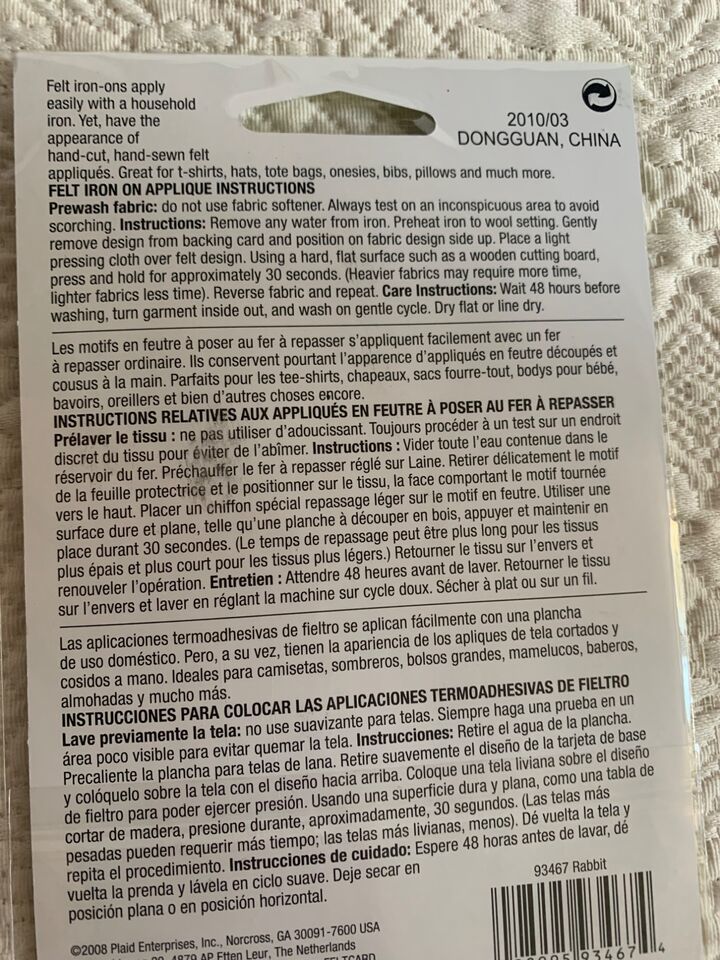 Felt iron-ons apply
easily with a household
iron. Yet, have the
appearance of
hand-cut, hand-sewn felt
appliqués. Great for t-shirts, hats, tote bags, onesies, bibs, pillows and much more.
2010/03
DONGGUAN, CHINA
FELT IRON ON APPLIQUE INSTRUCTIONS
Prewash fabric: do not use fabric softener. Always test on an inconspicuous area to avoid
scorching. Instructions: Remove any water from iron. Preheat iron to wool setting. Gently
remove design from backing card and position on fabric design side up. Place a light
pressing cloth over felt design. Using a hard, flat surface such as a wooden cutting board,
press and hold for approximately 30 seconds. (Heavier fabrics may require more time,
lighter fabrics less time). Reverse fabric and repeat. Care Instructions: Wait 48 hours before
washing, turn garment inside out, and wash on gentle cycle. Dry flat or line dry.
Les motifs en feutre à poser au fer à repasser s'appliquent facilement avec un fer
à repasser ordinaire. Ils conservent pourtant l'apparence d'appliqués en feutre découpés et
cousus à la main. Parfaits pour les tee-shirts, chapeaux, sacs fourre-tout, bodys pour bébé,
bavoirs, oreillers et bien d'autres choses encore.
INSTRUCTIONS RELATIVES AUX APPLIQUÉS EN FEUTRE À POSER AU FER À REPASSER
Prélaver le tissu : ne pas utiliser d'adoucissant. Toujours procéder à un test sur un endroit
discret du tissu pour éviter de l'abîmer. Instructions : Vider toute l'eau contenue dans le
réservoir du fer. Préchauffer le fer à repasser réglé sur Laine. Retirer délicatement le motif
de la feuille protectrice et le positionner sur le tissu, la face comportant le motif tournée
vers le haut. Placer un chiffon spécial repassage léger sur le motif en feutre. Utiliser une
surface dure et plane, telle qu'une planche à découper en bois, appuyer et maintenir en
place durant 30 secondes. (Le temps de repassage peut être plus long pour les tissus
plus épais et plus court pour les tissus plus légers.) Retourner le tissu sur l'envers et
renouveler l'opération. Entretien : Attendre 48 heures avant de laver. Retourner le tissu
sur l'envers et laver en réglant la machine sur cycle doux. Sécher à plat ou sur un fil.
Las aplicaciones termoadhesivas de fieltro se aplican fácilmente con una plancha
de uso doméstico. Pero, a su vez, tienen la apariencia de los apliques de tela cortados y
cosidos a mano. Ideales para camisetas, sombreros, bolsos grandes, mamelucos, baberos,
almohadas y mucho más.
INSTRUCCIONES PARA COLOCAR LAS APLICACIONES TERMOADHESIVAS DE FIELTRO
Lave previamente la tela: no use suavizante para telas. Siempre haga una prueba en un
área poco visible para evitar quemar la tela. Instrucciones: Retire el agua de la plancha.
Precaliente la plancha para telas de lana. Retire suavemente el diseño de la tarjeta de base
y colóquelo sobre la tela con el diseño hacia arriba. Coloque una tela liviana sobre el diseño
de fieltro para poder ejercer presión. Usando una superficie dura y plana, como una tabla de
cortar de madera, presione durante, aproximadamente, 30 segundos. (Las telas más
pesadas pueden requerir más tiempo; las telas más livianas, menos). Dé vuelta la tela y
repita el procedimiento. Instrucciones de cuidado: Espere 48 horas antes de lavar, dé
vuelta la prenda y lávela en ciclo suave. Deje secar en
posición plana o en posición horizontal.
93467 Rabbit
©2008 Plaid Enterprises, Inc., Norcross, GA 30091-7600 USA
4879 AP Etten Leur, The Netherlands
93467 4